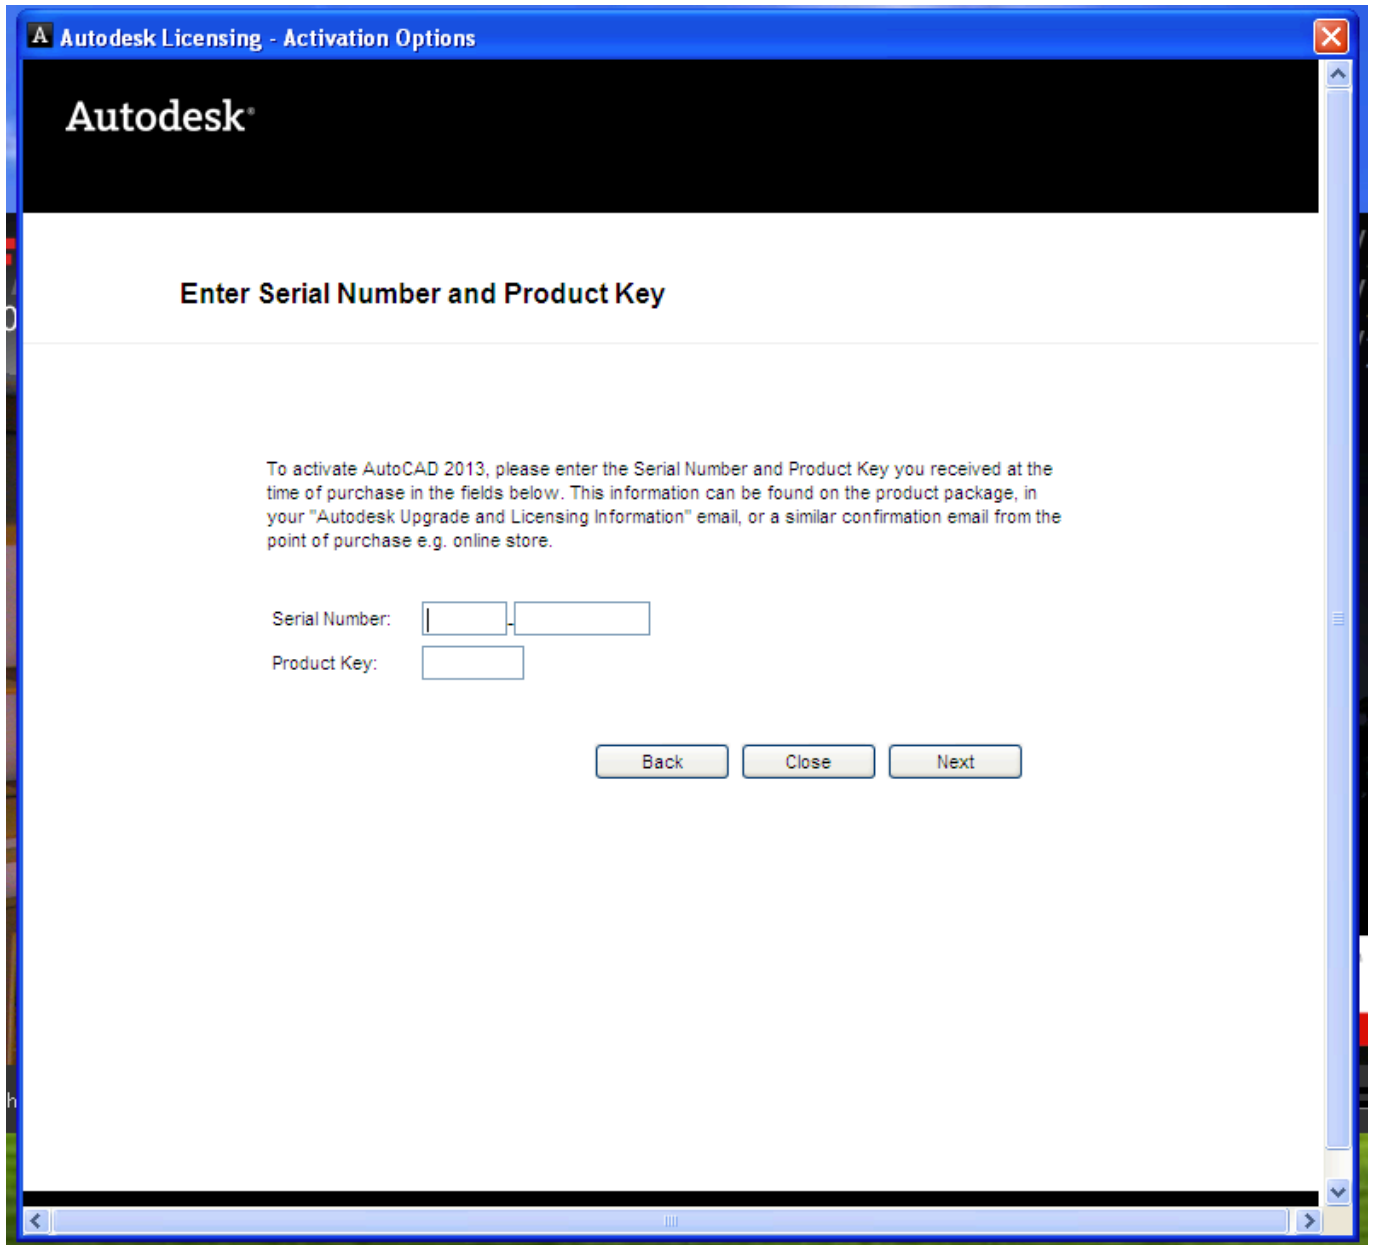 Autodesk Licensing - Activation Options
Autodesk®
Enter Serial Number and Product Key
To activate AutoCAD 2013, please enter the Serial Number and Product Key you received at the
time of purchase in the fields below. This information can be found on the product package, in
your "Autodesk Upgrade and Licensing Information" email, or a similar confirmation email from the
point of purchase e.g. online store.
Serial Number: -
Product Key:
Back Close Next